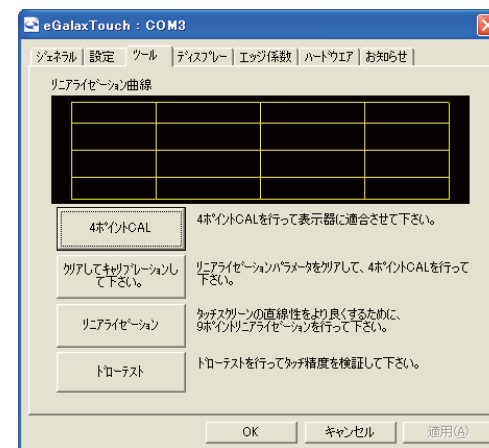 eGalaxTouch : COM3
ｼﾞｪﾈﾗﾙ 設定 ﾂｰﾙ ﾃﾞｨｽﾌﾟﾚｰ ｴｯｼﾞ係数 ﾊｰﾄﾞｳｴｱ お知らせ
ﾘﾆｱﾗｲｾﾞｰｼｮﾝ曲線
4ﾎﾟｲﾝﾄCAL
4ﾎﾟｲﾝﾄCALを行って表示器に適合させて下さい。
ｸﾘｱしてｷｬﾘﾌﾞﾚｰｼｮﾝし
て下さい。
ﾘﾆｱﾗｲｾﾞｰｼｮﾝﾊﾟﾗﾒｰﾀをｸﾘｱして、4ﾎﾟｲﾝﾄCALを行って
下さい。
ﾘﾆｱﾗｲｾﾞｰｼｮﾝ
ﾀｯﾁｽｸﾘｰﾝの直線性をより良くするために、
9ﾎﾟｲﾝﾄﾘﾆｱﾗｲｾﾞｰｼｮﾝを行って下さい。
ﾄﾞﾛｰﾃｽﾄ
ﾄﾞﾛｰﾃｽﾄを行ってﾀｯﾁ精度を検証して下さい。
OK ｷｬﾝｾﾙ 適用(A)